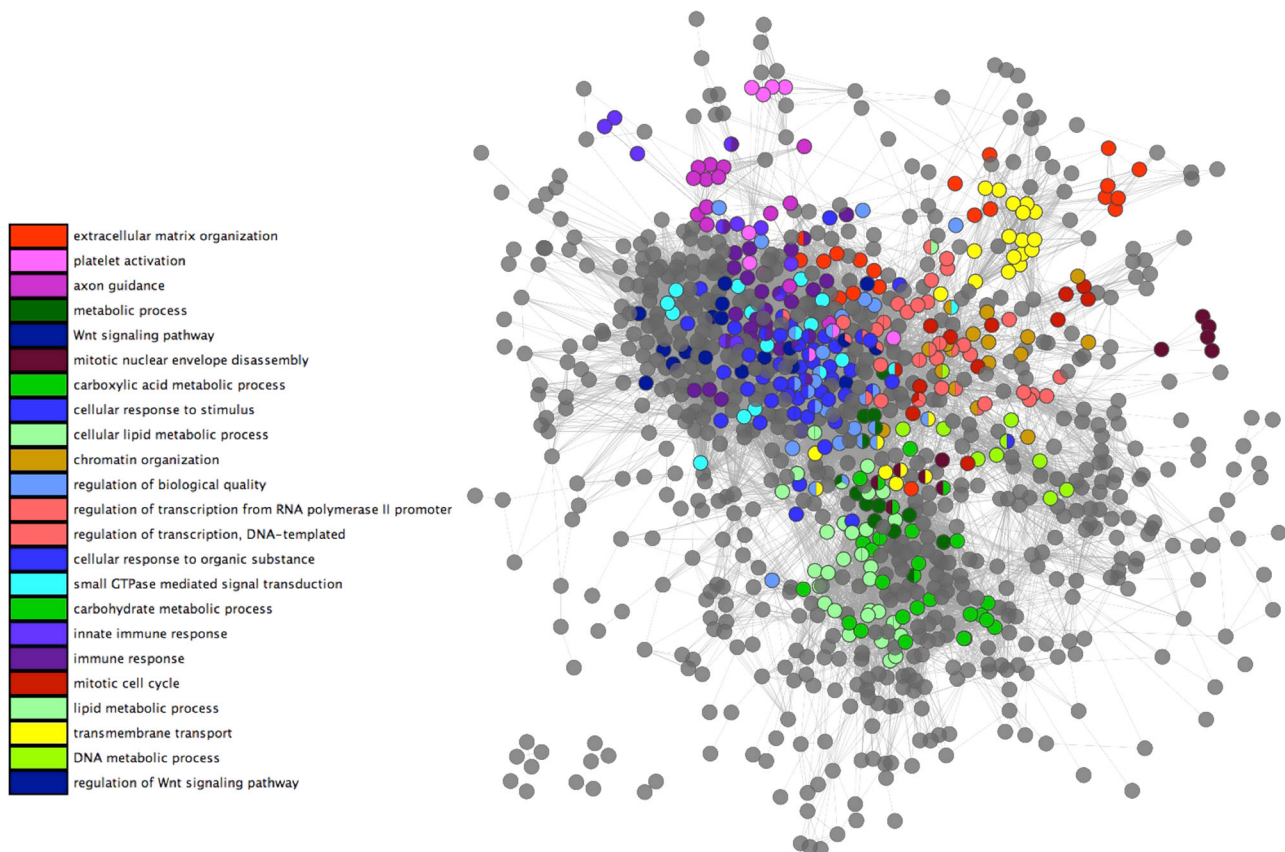 extracellular matrix organization
platelet activation
axon guidance
metabolic process
Wnt signaling pathway
mitotic nuclear envelope disassembly
carboxylic acid metabolic process
cellular response to stimulus
cellular lipid metabolic process
chromatin organization
regulation of biological quality
regulation of transcription from RNA polymerase II promoter
regulation of transcription, DNA-templated
cellular response to organic substance
small GTPase mediated signal transduction
carbohydrate metabolic process
innate immune response
immune response
mitotic cell cycle
lipid metabolic process
transmembrane transport
DNA metabolic process
regulation of Wnt signaling pathway